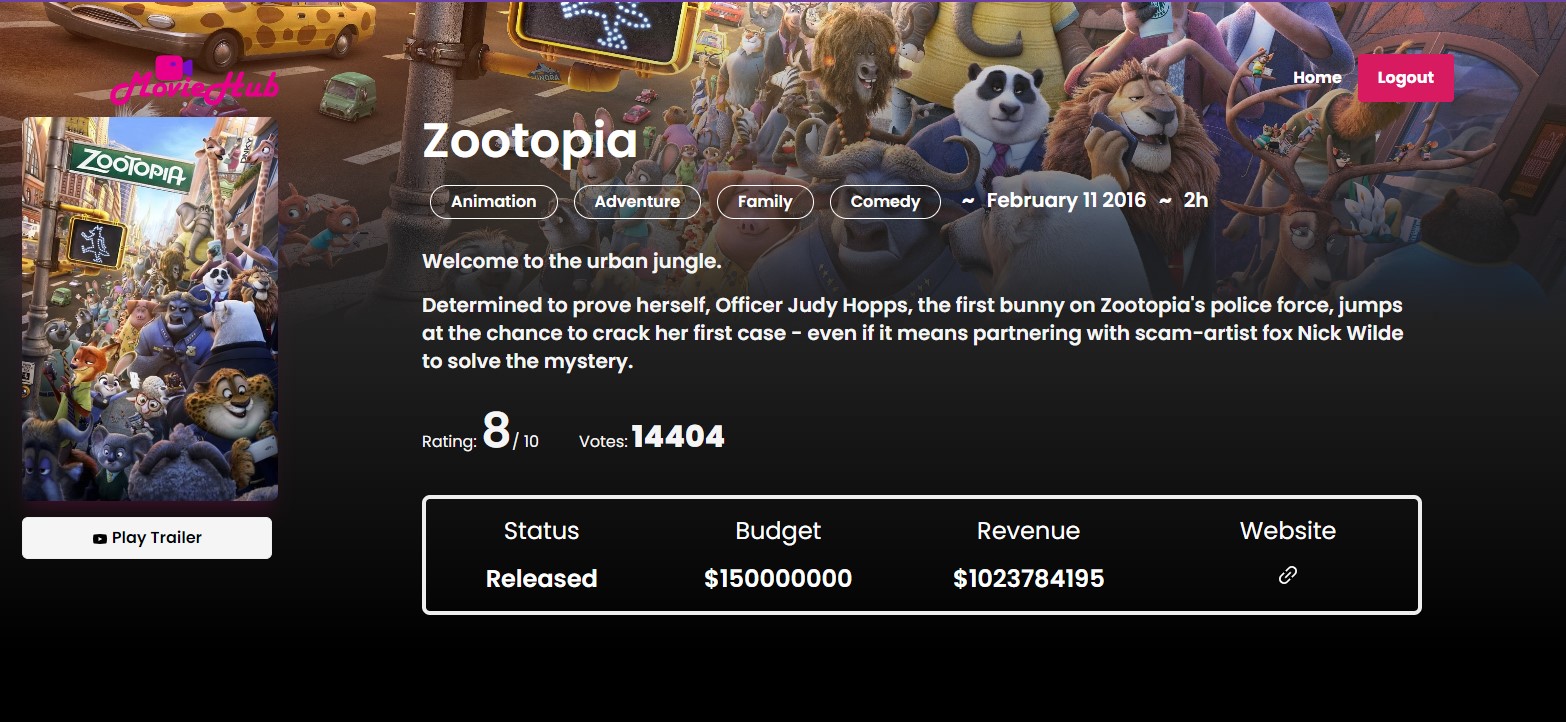 MovieHub
Home
Logout
ZOOTOPIA
Zootopia
Animation
Adventure
Family
Comedy
~ February 11 2016 ~ 2h
Welcome to the urban jungle.
Determined to prove herself, Officer Judy Hopps, the first bunny on Zootopia's police force, jumps
at the chance to crack her first case - even if it means partnering with scam-artist fox Nick Wilde
to solve the mystery.
Rating: 8/ 10
Votes: 14404
Play Trailer
Status
Budget
Revenue
Website
Released
$150000000
$1023784195